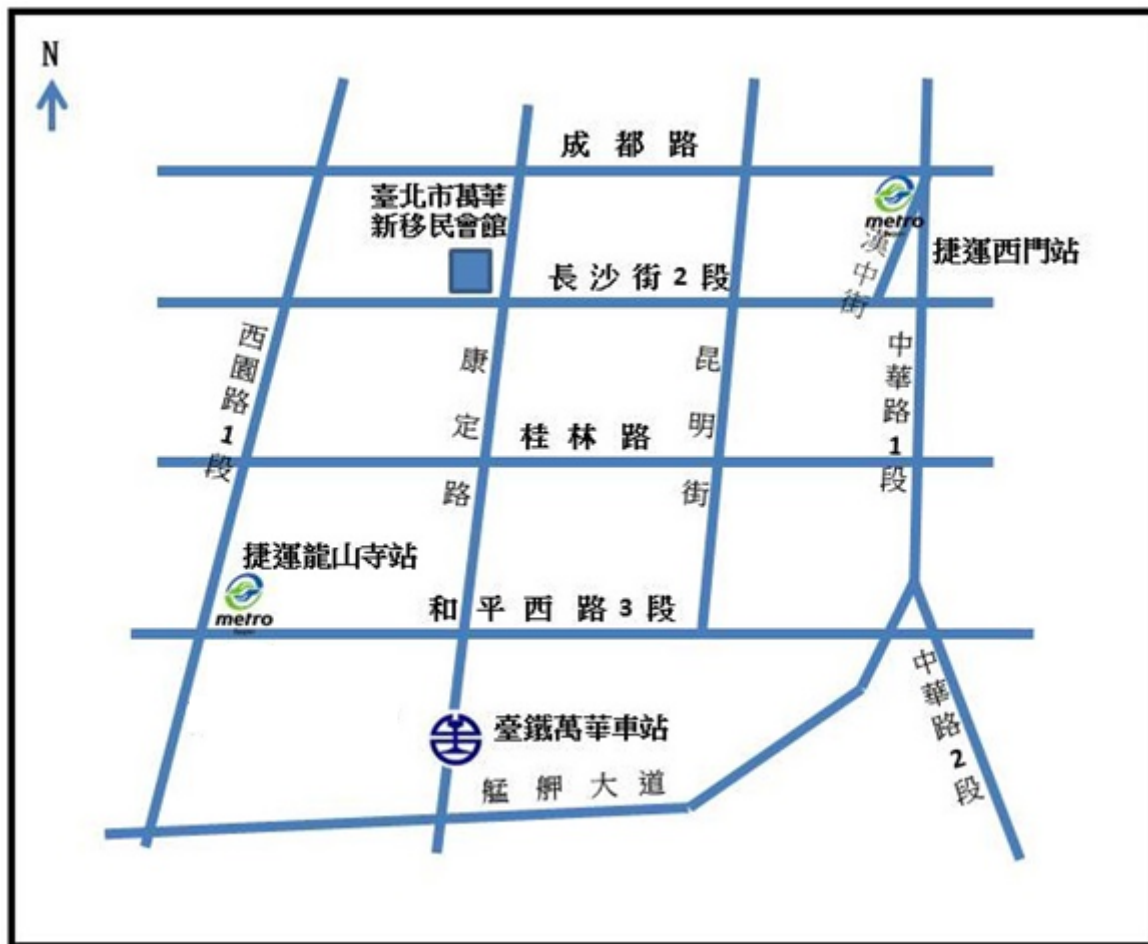 N
成都路
臺北市萬華
新移民會館
metro
捷運西門站
漢中街
長沙街2段
西園路1段
康定路
昆明街
中華路1段
桂林路
捷運龍山寺站
metro
和平西路3段
中華路2段
臺鐵萬華車站
艋舺大道